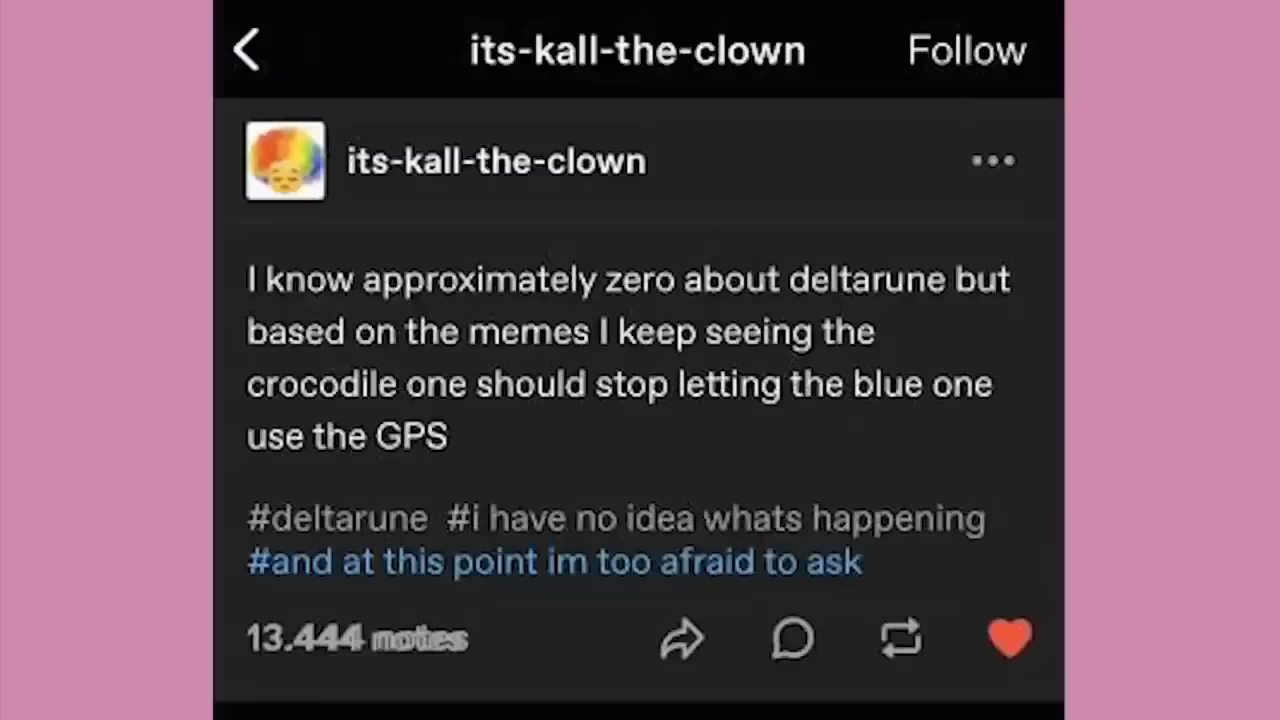 its-kall-the-clown Follow
its-kall-the-clown
I know approximately zero about deltarune but
based on the memes I keep seeing the
crocodile one should stop letting the blue one
use the GPS
#deltarune #i have no idea whats happening
#and at this point im too afraid to ask
13.444 notes